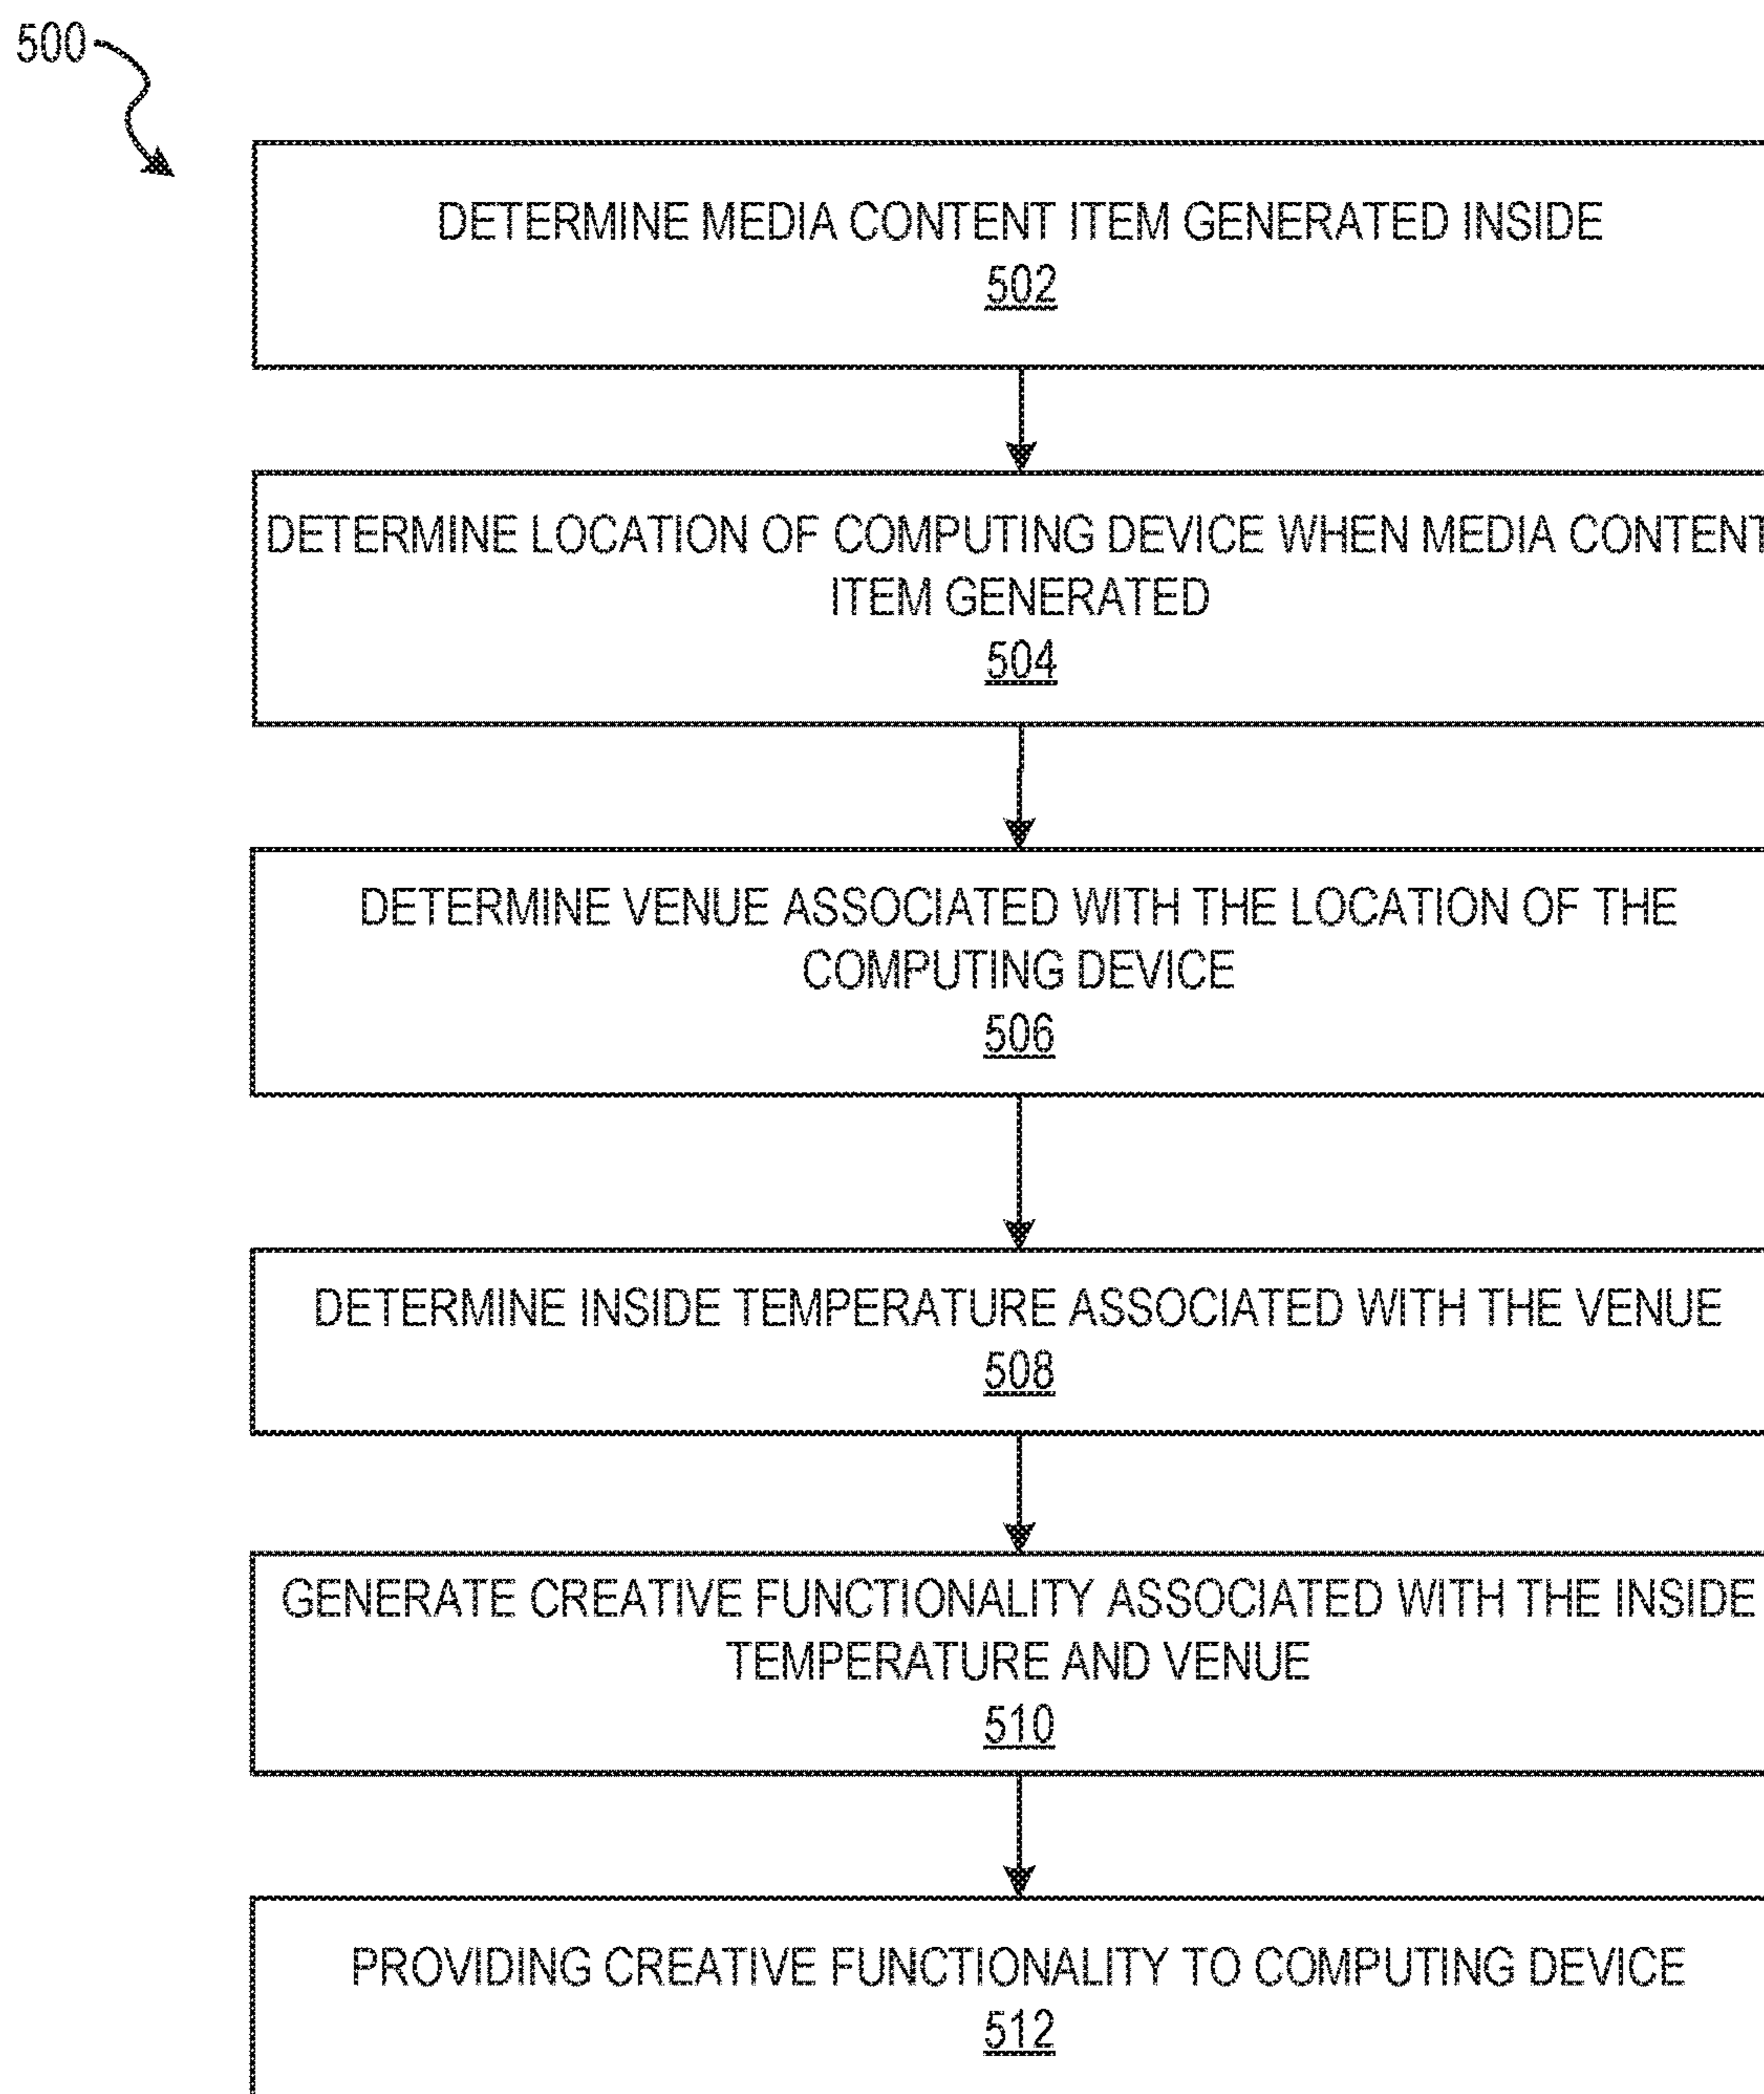 500
DETERMINE MEDIA CONTENT ITEM GENERATED INSIDE
502
DETERMINE LOCATION OF COMPUTING DEVICE WHEN MEDIA CONTENT
ITEM GENERATED
504
DETERMINE VENUE ASSOCIATED WITH THE LOCATION OF THE
COMPUTING DEVICE
506
DETERMINE INSIDE TEMPERATURE ASSOCIATED WITH THE VENUE
508
GENERATE CREATIVE FUNCTIONALITY ASSOCIATED WITH THE INSIDE
TEMPERATURE AND VENUE
510
PROVIDING CREATIVE FUNCTIONALITY TO COMPUTING DEVICE
512